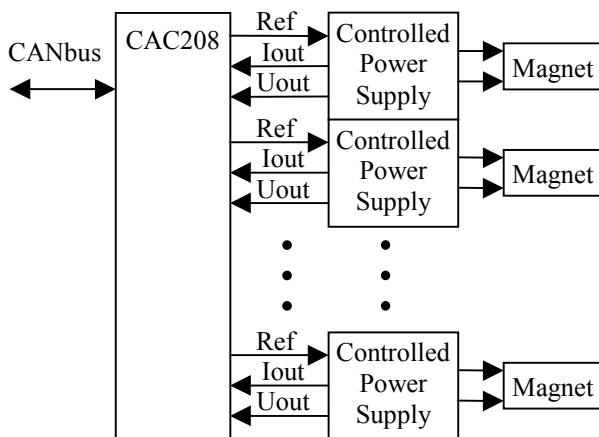 CANbus
CAC208
Ref
Iout
Uout
Controlled
Power
Supply
Magnet
Ref
Iout
Uout
Controlled
Power
Supply
Magnet
Ref
Iout
Uout
Controlled
Power
Supply
Magnet